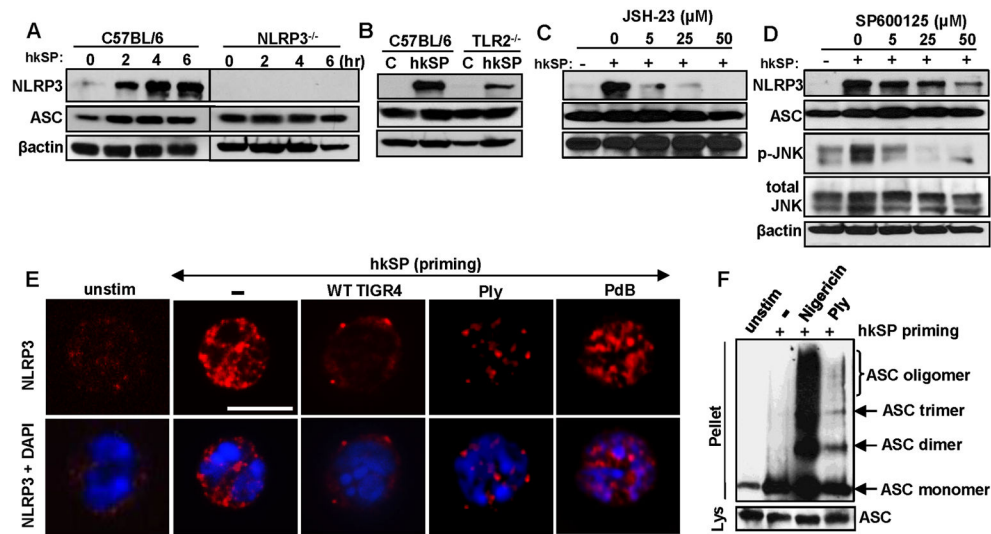 A
C57BL/6 NLRP3-/-
hkSP: 0 2 4 6 0 2 4 6 (hr)
NLRP3
ASC
βactin
B
C57BL/6 TLR2-/-
C hkSP C hkSP
C
JSH-23 (µM)
0 5 25 50
hkSP: - + + + +
D
SP600125 (µM)
0 5 25 50
hkSP: - + + + +
NLRP3
ASC
p-JNK
total
JNK
βactin
E
hkSP (priming)
unstim – WT TIGR4 Ply PdB
NLRP3
NLRP3 + DAPI
F
unstim - Nigericin Ply
+ + + hkSP priming
Pellet
ASC oligomer
ASC trimer
ASC dimer
ASC monomer
Lys
ASC